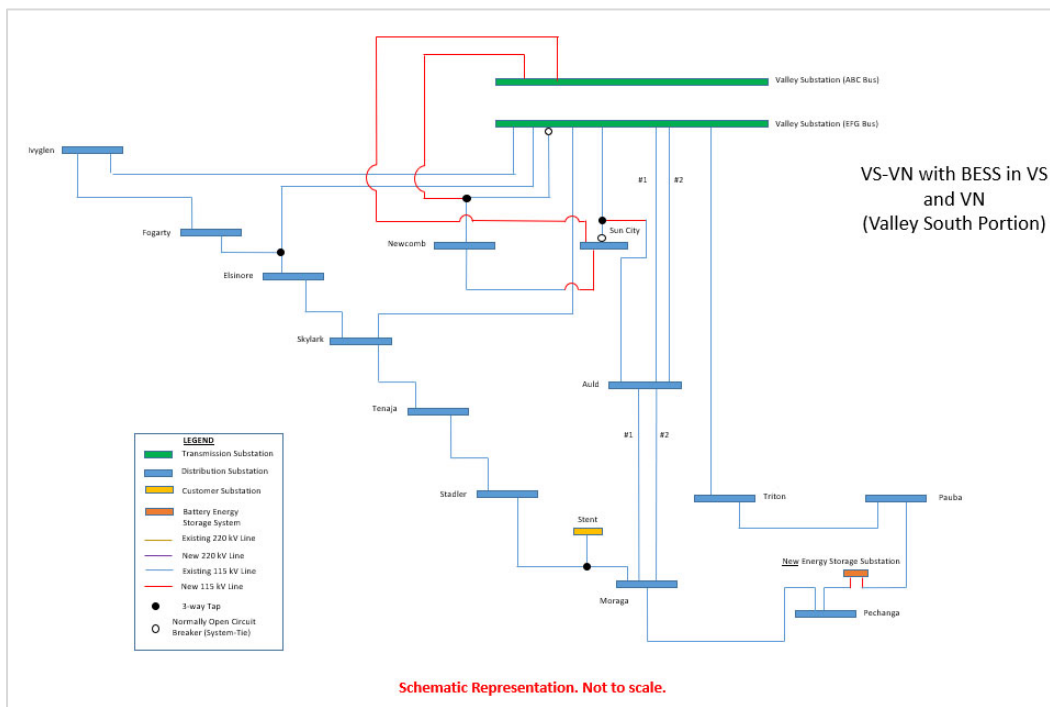 Valley Substation (ABC Bus)
Valley Substation (EFG Bus)
Ivyglen
#1
#2
VS-VN with BESS in VS
and VN
(Valley South Portion)
Fogarty
Newcomb
Sun City
Elsinore
Skylark
Auld
Tenaja
#1
#2
LEGEND
Transmission Substation
Distribution Substation
Customer Substation
Battery Energy
Storage System
Existing 220 kV Line
New 220 kV Line
Existing 115 kV Line
New 115 kV Line
3-way Tap
Normally Open Circuit
Breaker (System-Tie)
Stadler
Triton
Pauba
Stent
New Energy Storage Substation
Moraga
Pechanga
Schematic Representation. Not to scale.